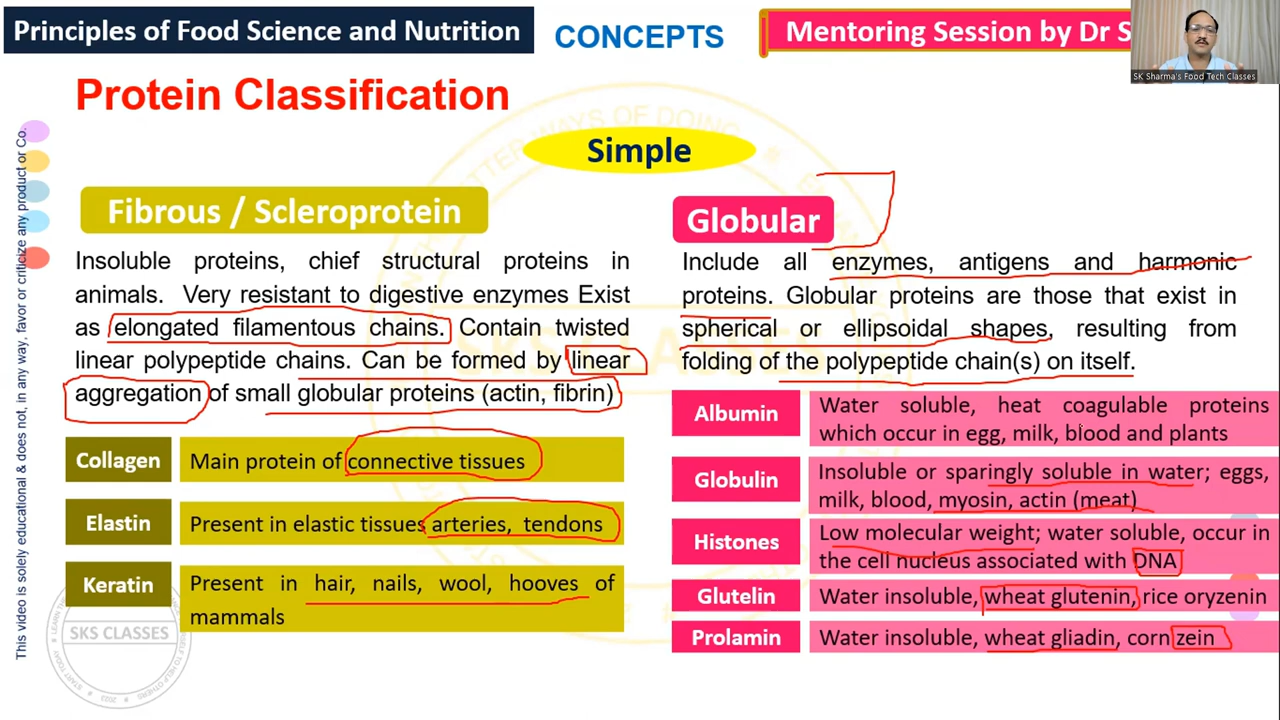 Principles of Food Science and Nutrition
CONCEPTS
Mentoring Session by Dr S
SK Sharma's Food Tech Classes
Protein Classification
Simple
Fibrous / Scleroprotein
Insoluble proteins, chief structural proteins in
animals. Very resistant to digestive enzymes Exist
as elongated filamentous chains. Contain twisted
linear polypeptide chains. Can be formed by linear
aggregation of small globular proteins (actin, fibrin)
Collagen
Main protein of connective tissues
Elastin
Present in elastic tissues arteries, tendons
Keratin
Present in hair, nails, wool, hooves of
mammals
Globular
Include all enzymes, antigens and harmonic
proteins. Globular proteins are those that exist in
spherical or ellipsoidal shapes, resulting from
folding of the polypeptide chain(s) on itself.
Albumin
Water soluble, heat coagulable proteins
which occur in egg, milk, blood and plants
Globulin
Insoluble or sparingly soluble in water; eggs,
milk, blood, myosin, actin (meat)
Histones
Low molecular weight; water soluble, occur in
the cell nucleus associated with DNA
Glutelin
Water insoluble, wheat glutenin, rice oryzenin
Prolamin
Water insoluble, wheat gliadin, corn zein
This video is solely educational & does not, in any way, favor or criticize any product or Co.
SKS CLASSES